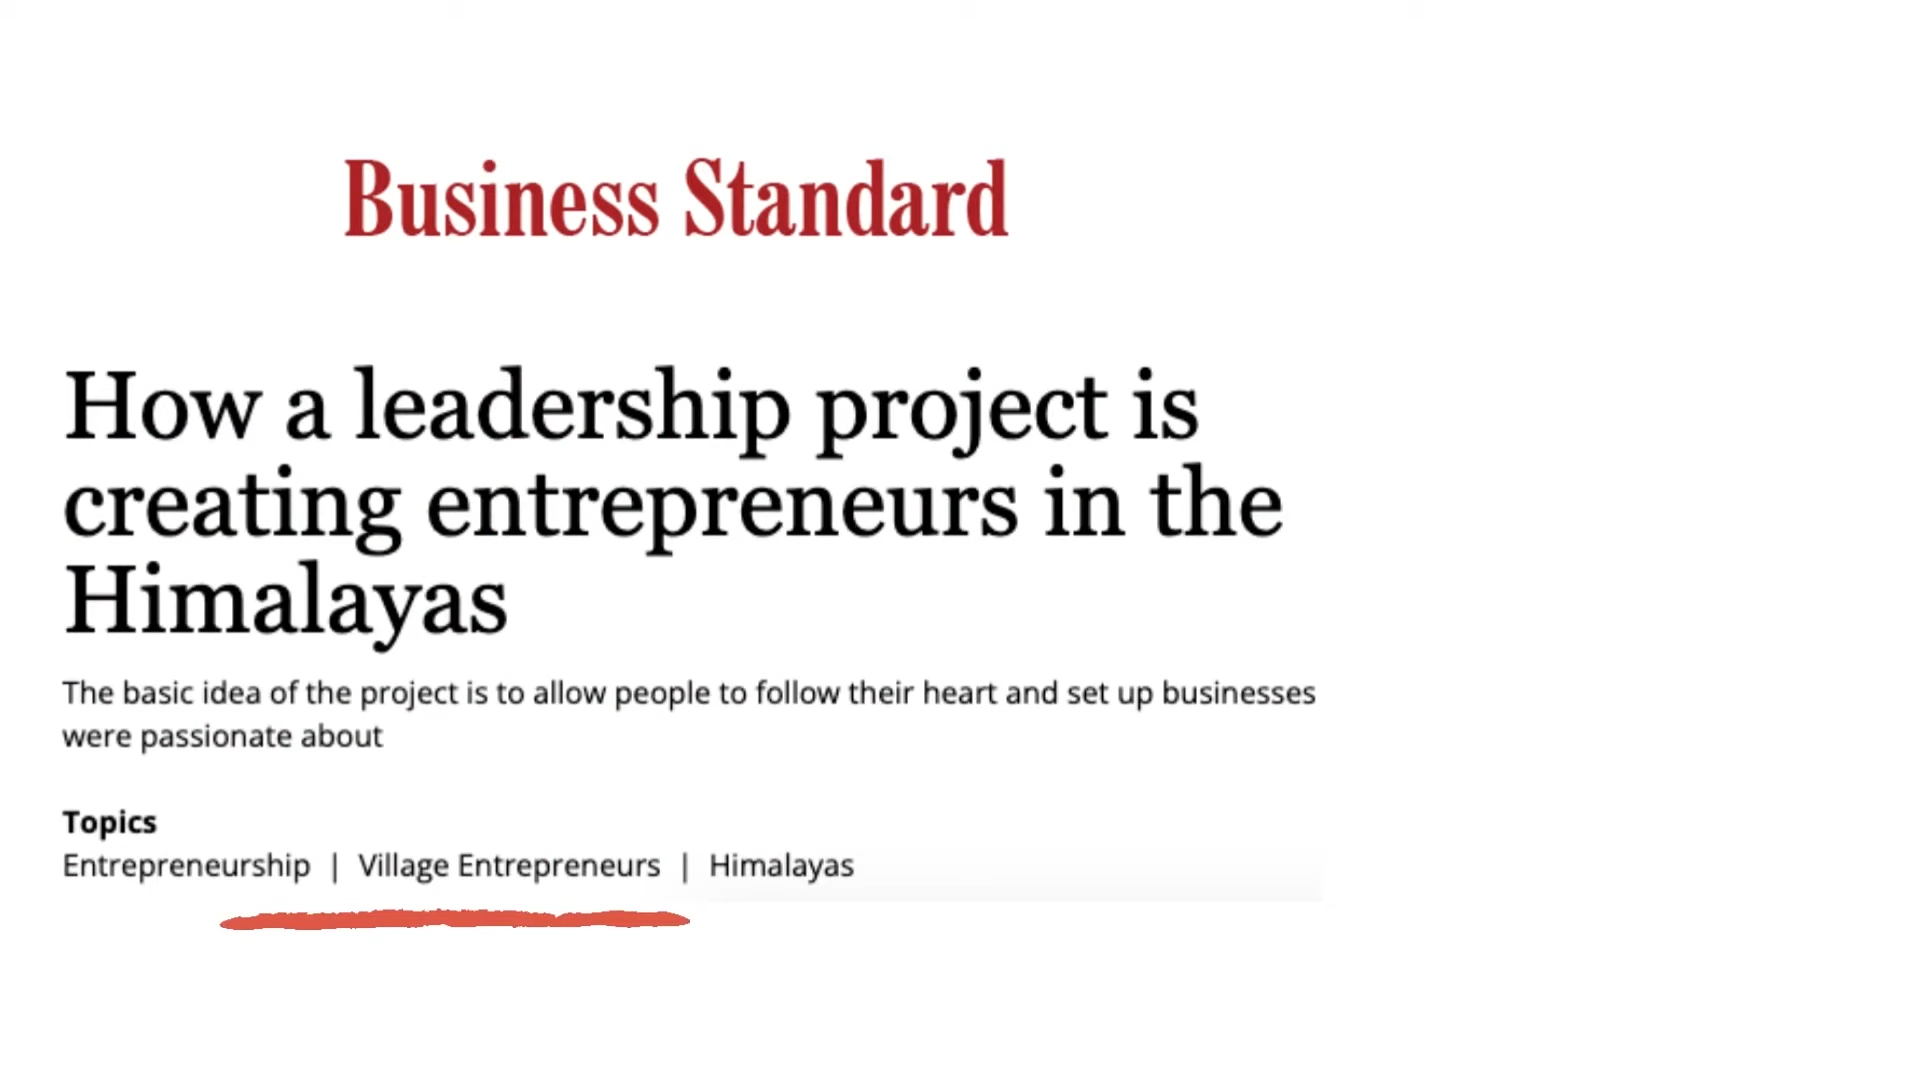 Business Standard
How a leadership project is
creating entrepreneurs in the
Himalayas
The basic idea of the project is to allow people to follow their heart and set up businesses
were passionate about
Topics
Entrepreneurship | Village Entrepreneurs | Himalayas